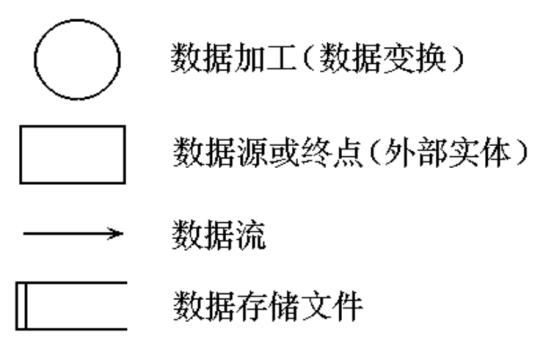 数据加工（数据变换）
数据源或终点（外部实体）
数据流
数据存储文件